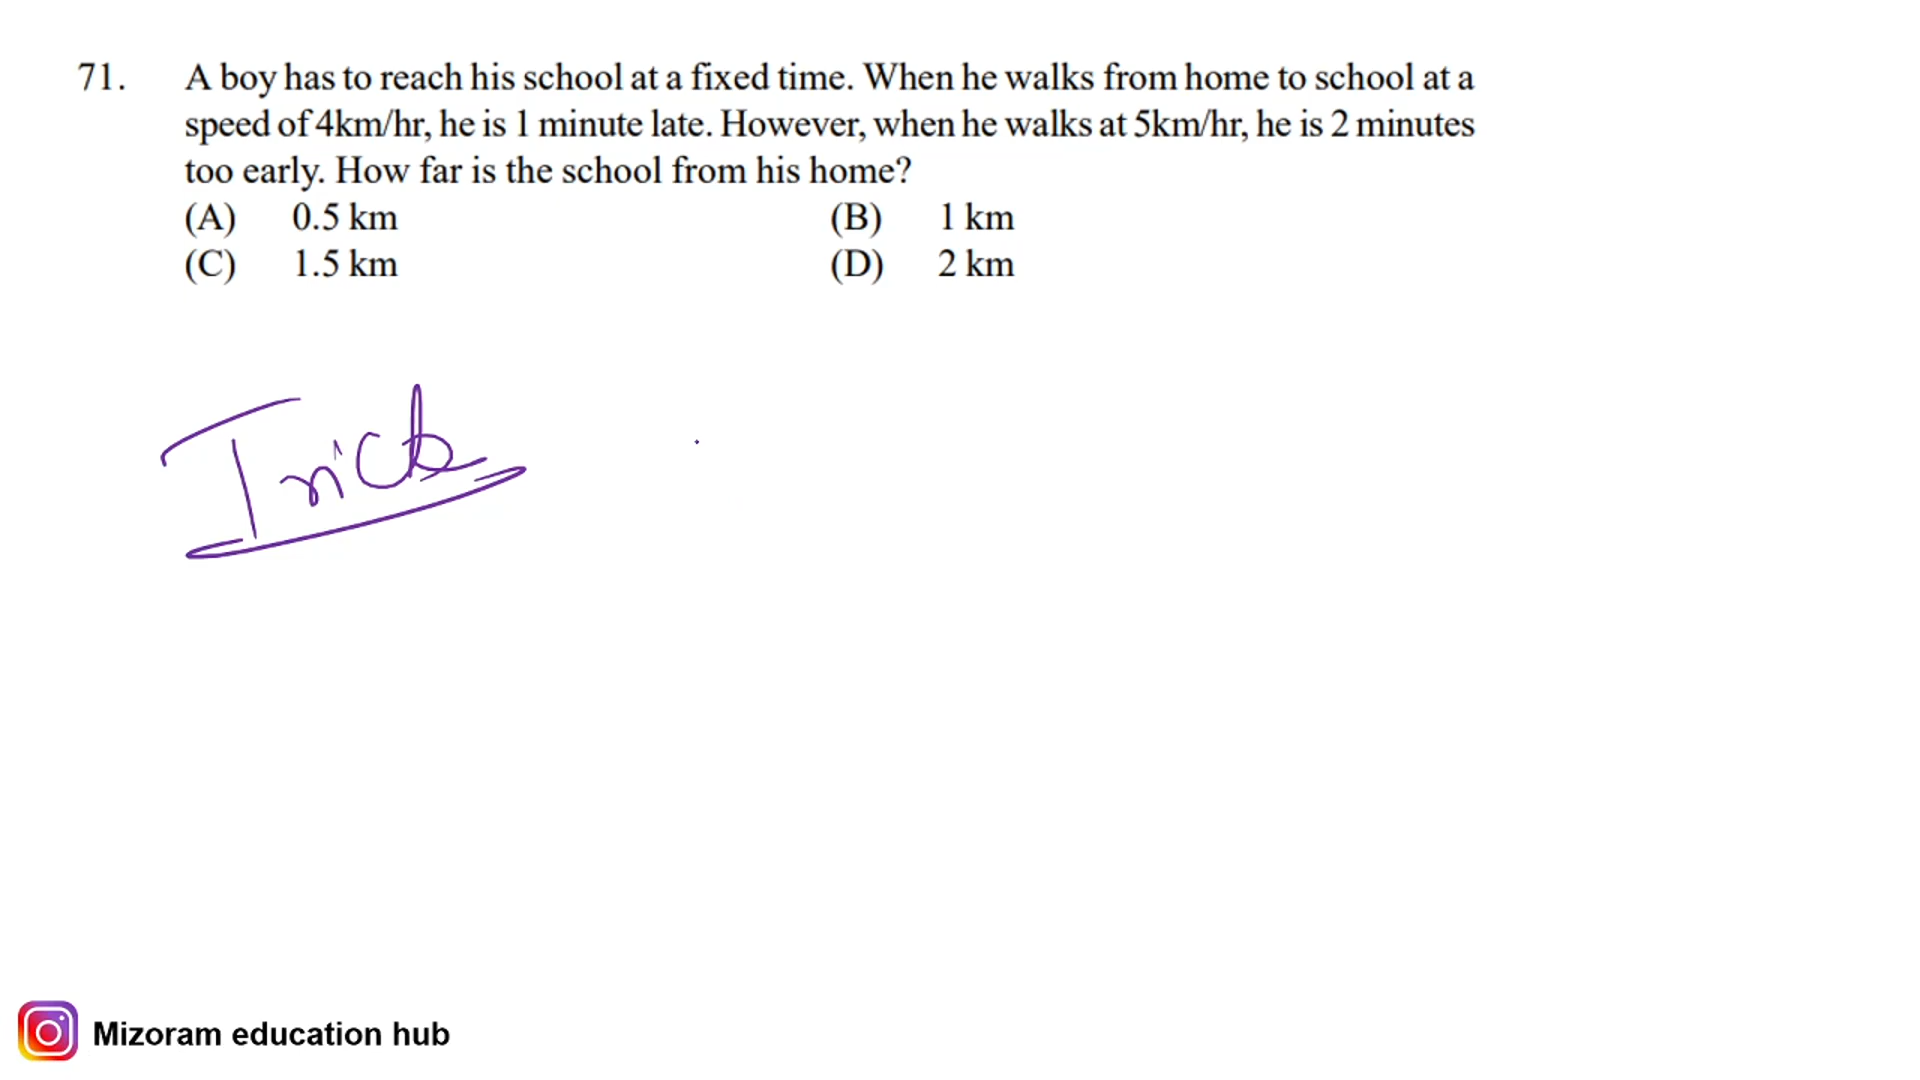 71. A boy has to reach his school at a fixed time. When he walks from home to school at a
speed of 4km/hr, he is 1 minute late. However, when he walks at 5km/hr, he is 2 minutes
too early. How far is the school from his home?
(A) 0.5 km (B) 1 km
(C) 1.5 km (D) 2 km
Trick
Mizoram education hub